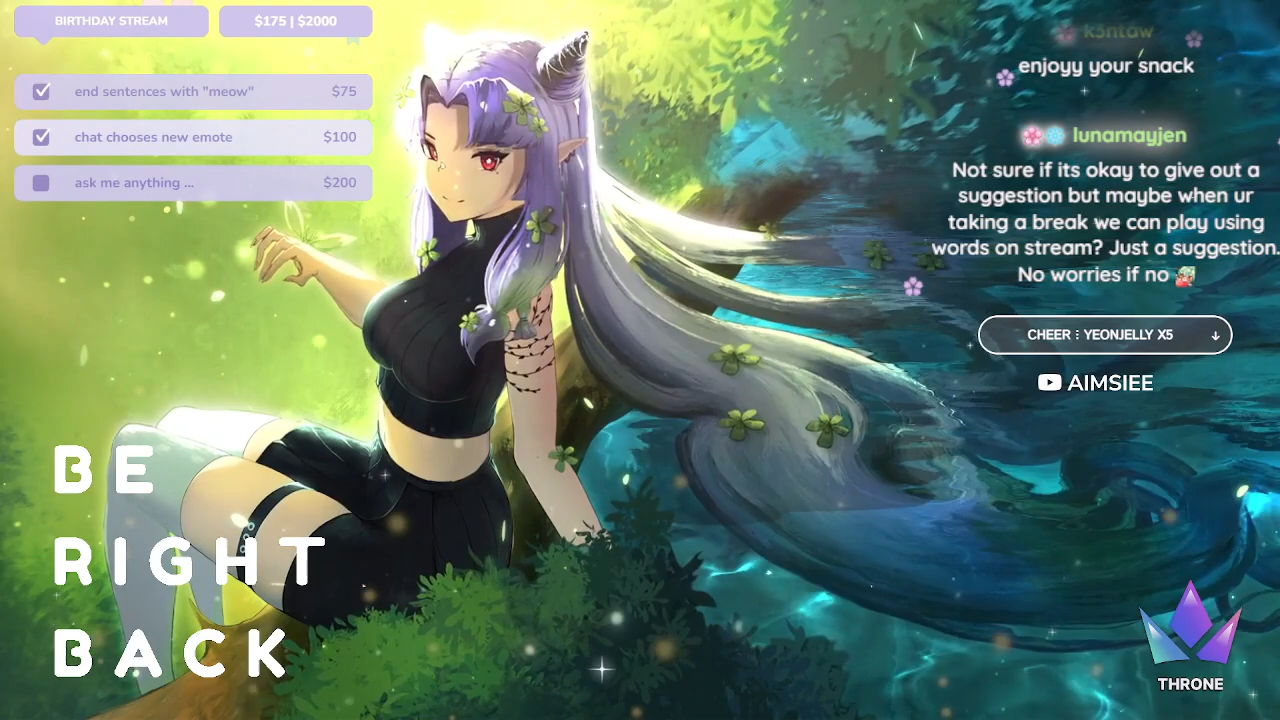 BIRTHDAY STREAM
$175 | $2000
end sentences with "meow" $75
chat chooses new emote $100
ask me anything ... $200
k3ntaw
enjoyy your snack
lunamayjen
Not sure if its okay to give out a
suggestion but maybe when ur
taking a break we can play using
words on stream? Just a suggestion.
No worries if no
CHEER : YEONJELLY X5
AIMSIEE
BE
RIGHT
BACK
THRONE